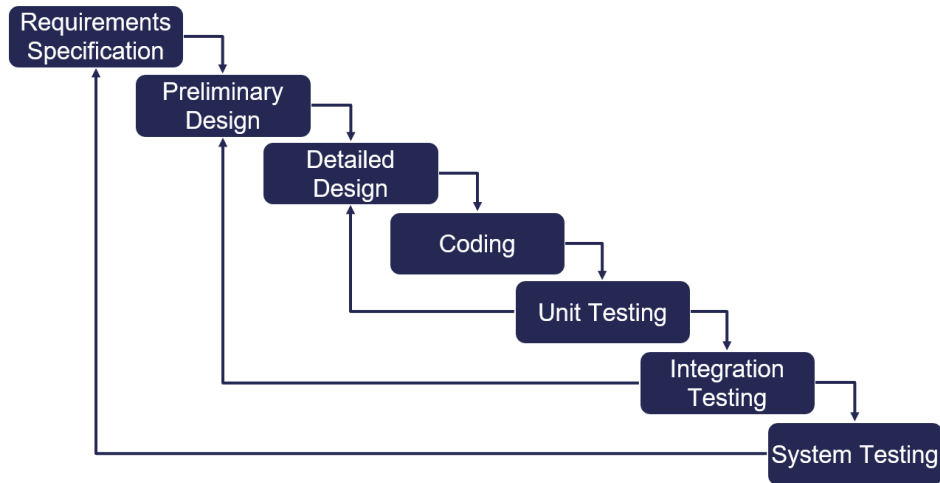 Requirements
Specification
Preliminary
Design
Detailed
Design
Coding
Unit Testing
Integration
Testing
System Testing